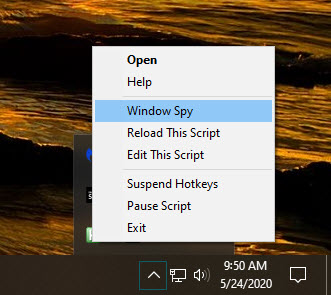 Open
Help
Window Spy
Reload This Script
Edit This Script
Suspend Hotkeys
Pause Script
Exit
9:50 AM
5/24/2020